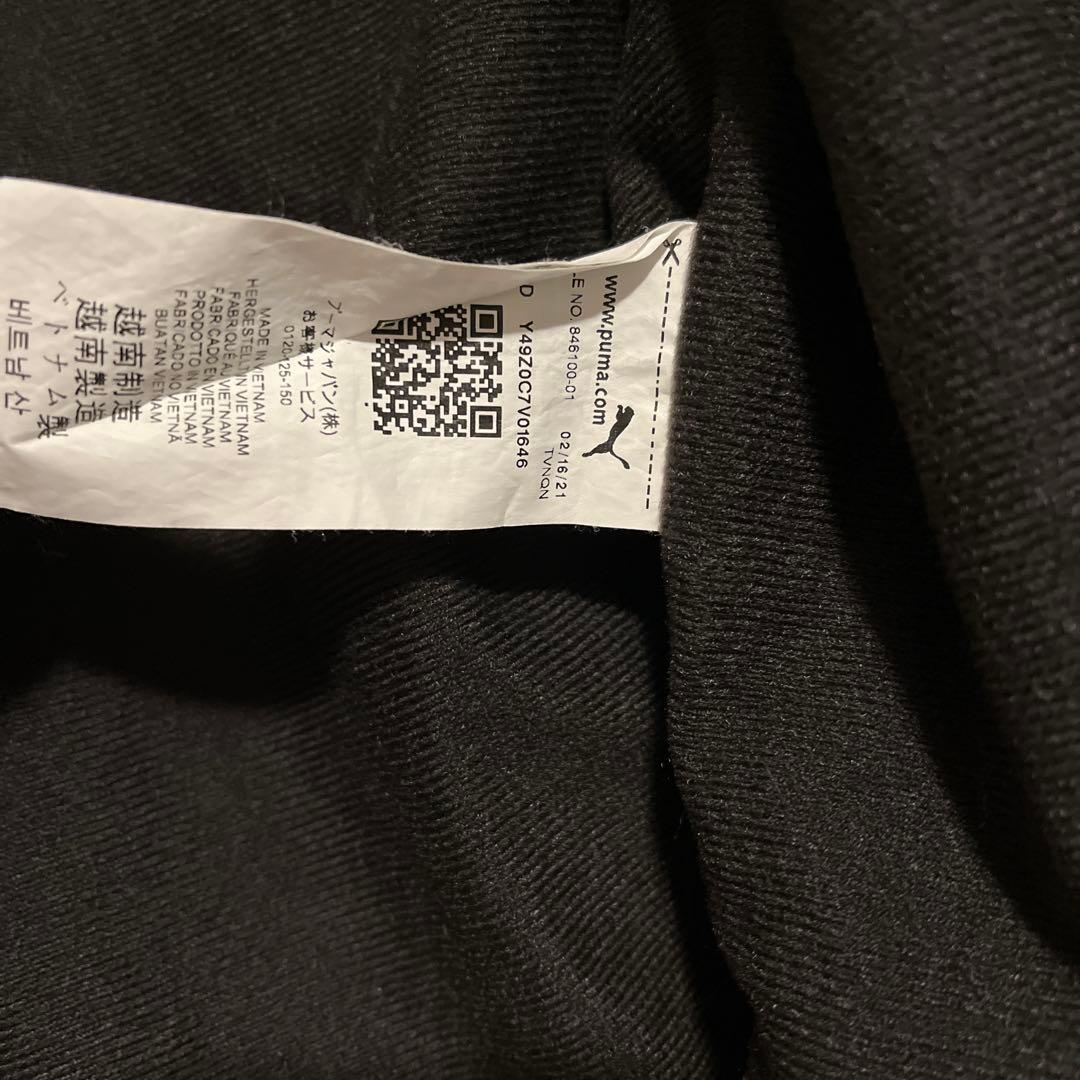 www.puma.com
-E NO. 846100-01 02/16/21
TVNQN
D Y49Z0C7V01646
プーマジャパン(株)
お客様サービス
0120-125-150
MADE IN VIETNAM
HERGESTELLT IN VIETNAM
FABRIQUÉ AU VIETNAM
FABRICADO EN VIETNAM
PRODOTTO IN VIETNAM
FABRICADO NO VIETNÃ
BUATAN VIETNAM
越南制造
越南製造
ベトナム製
베트남산